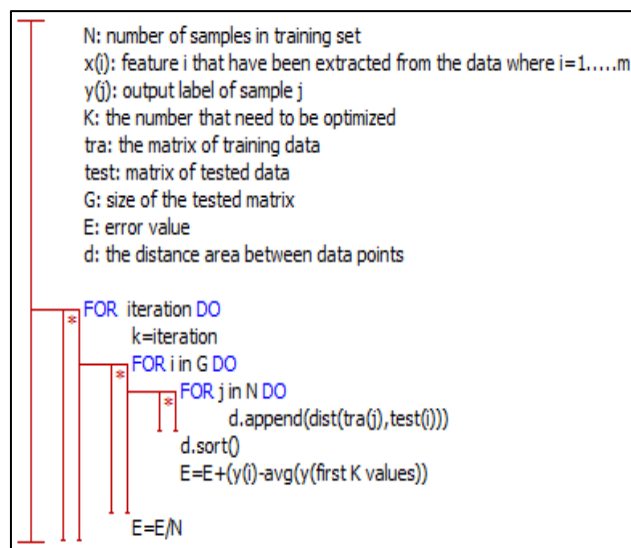 N: number of samples in training set
x(i): feature i that have been extracted from the data where i=1.....m
y(j): output label of sample j
K: the number that need to be optimized
tra: the matrix of training data
test: matrix of tested data
G: size of the tested matrix
E: error value
d: the distance area between data points
FOR iteration DO
k=iteration
FOR i in G DO
FOR j in N DO
d.append(dist(tra(j),test(i)))
d.sort()
E=E+(y(i)-avg(y(first K values))
E=E/N